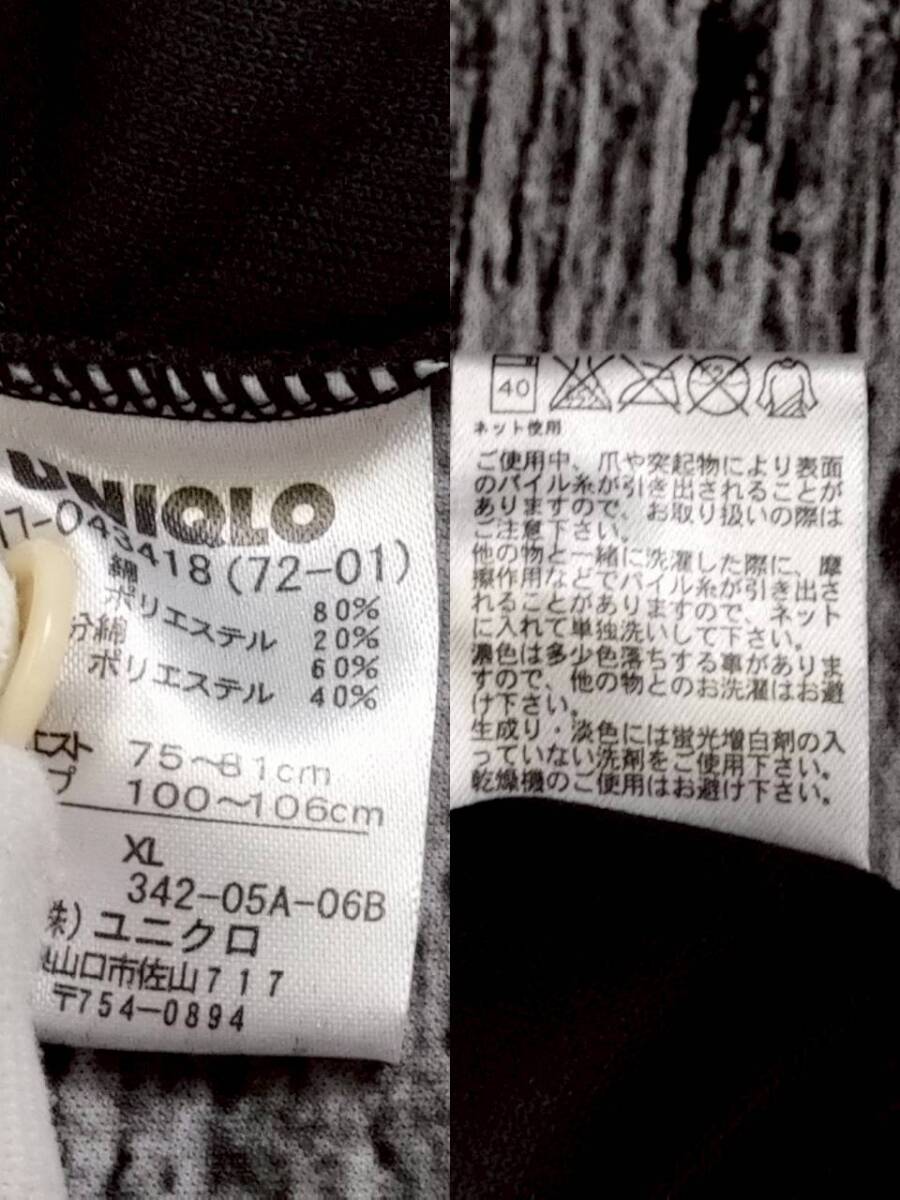 UNIQLO
17-043418(72-01)
綿 80%
ポリエステル 20%
分綿 60%
ポリエステル 40%
エスト 75~81cm
プ 100~106cm
XL
342-05A-06B
株)ユニクロ
山口市佐山717
〒754-0894
40
ネット使用
ご使用中、爪や突起物により表面
のパイル糸が引き出されることが
ありますので、お取り扱いの際は
ご注意下さい。
他の物と一緒に洗濯した際に、摩
擦作用などでパイル糸が引き出さ
れることがありますので、ネット
に入れて単独洗いして下さい。
濃色は多少色落ちする事がありま
すので、他の物とのお洗濯はお避
け下さい。
生成り・淡色には蛍光増白剤の入
っていない洗剤をご使用下さい。
乾燥機のご使用はお避け下さい。